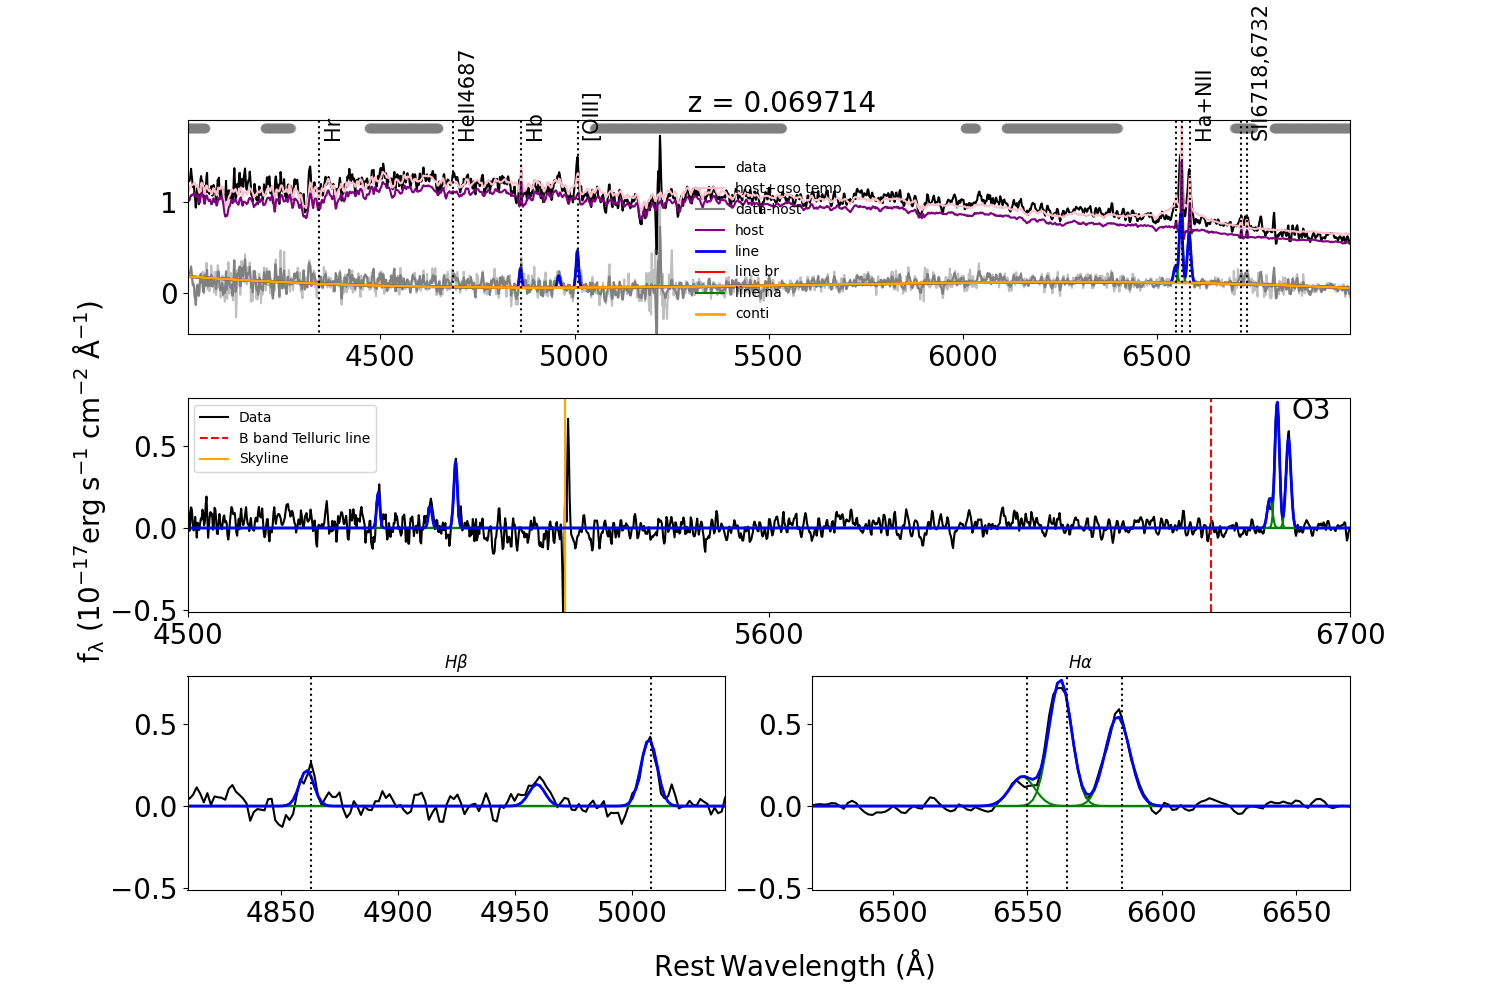 z = 0.069714
Hr
HeII4687
Hb
[OIII]
Ha+NII
SII6718,6732
1
0
data
host+qso temp
data-host
host
line
line br
line na
conti
4500 5000 5500 6000 6500
f_λ (10^−17 erg s^−1 cm^−2 Å^−1)
Data
B band Telluric line
Skyline
O3
0.5
0.0
−0.5
4500 5600 6700
Hβ
0.5
0.0
−0.5
4850 4900 4950 5000
Hα
0.5
0.0
−0.5
6500 6550 6600 6650
Rest Wavelength (Å)